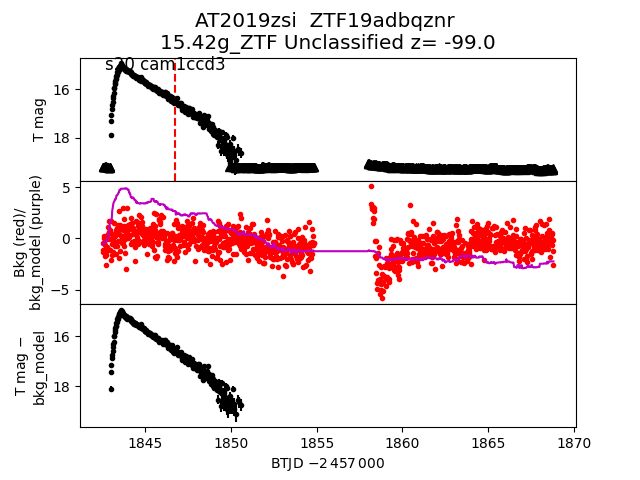 AT2019zsi ZTF19adbqznr
15.42g_ZTF Unclassified z= -99.0
s20 cam1ccd3
T mag
16
18
Bkg (red)/
bkg_model (purple)
5
0
−5
T mag −
bkg_model
16
18
1845 1850 1855 1860 1865 1870
BTJD −2 457 000